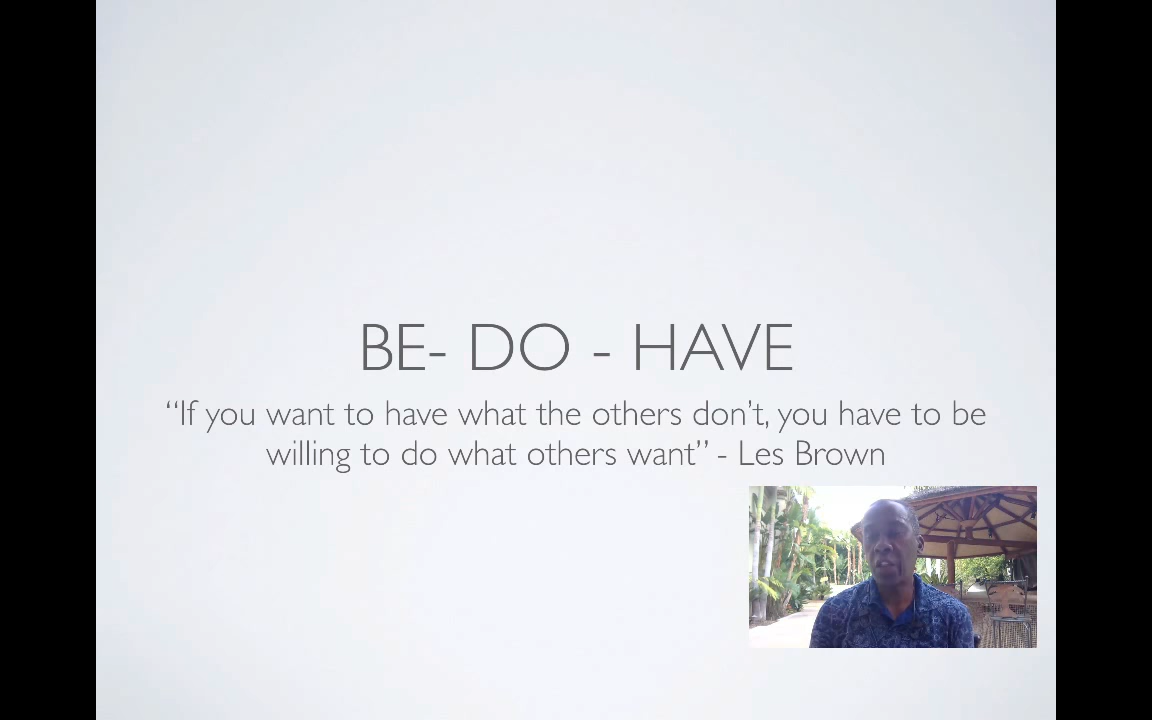 BE- DO - HAVE
“If you want to have what the others don’t, you have to be
willing to do what others want” - Les Brown